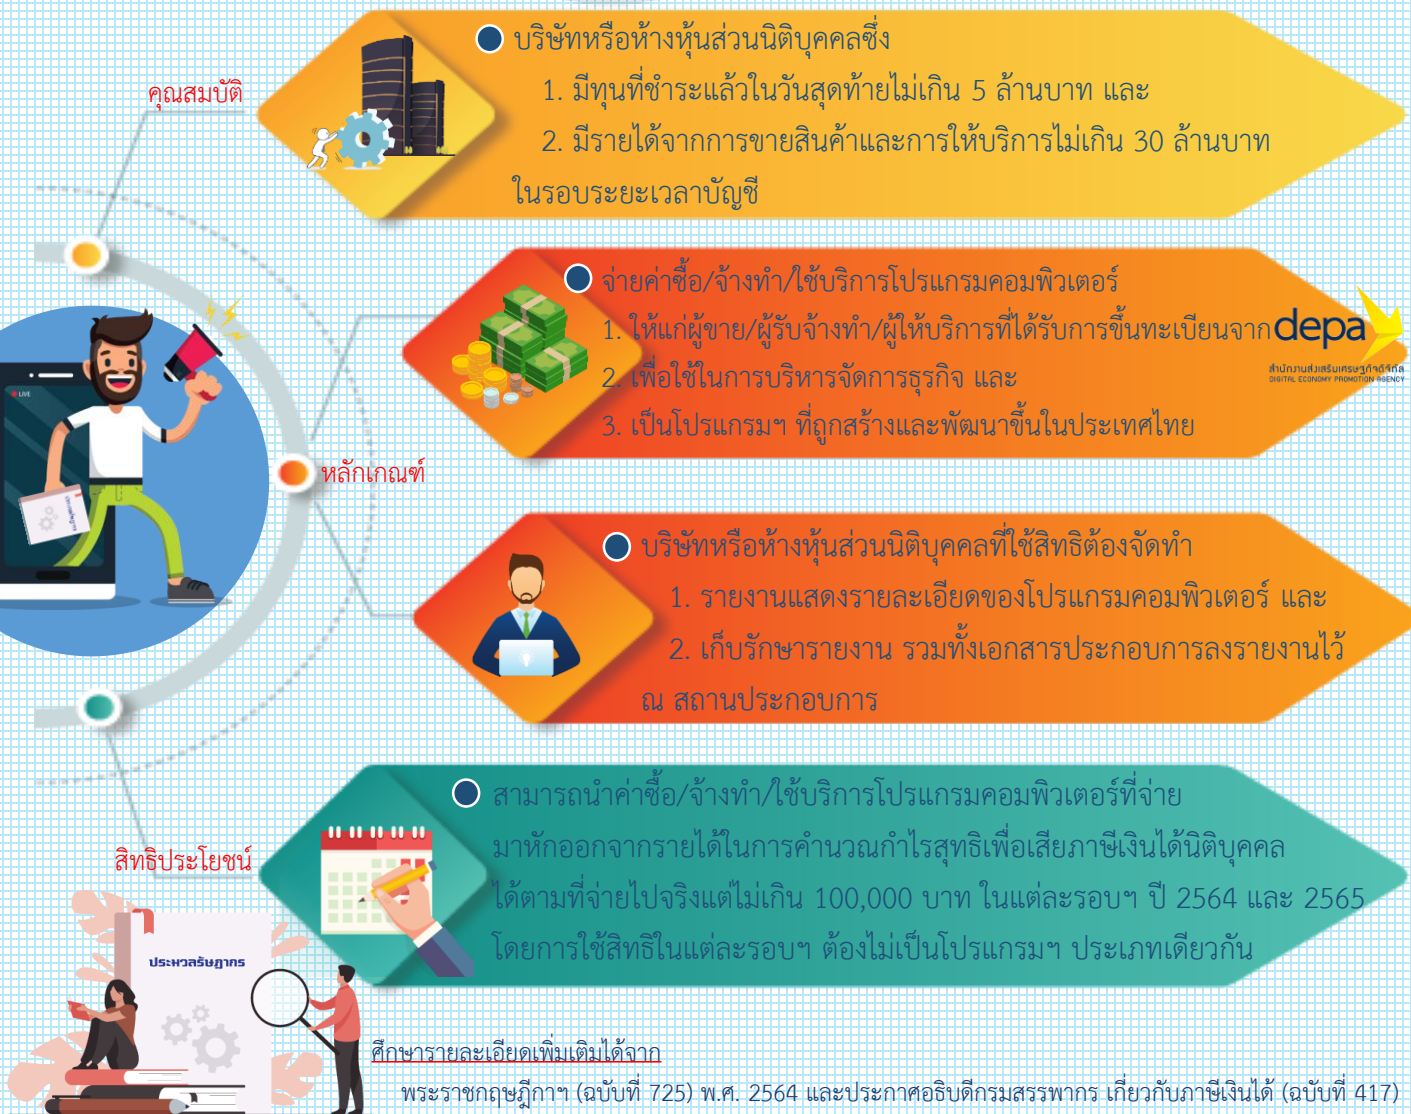 คุณสมบัติ
บริษัทหรือห้างหุ้นส่วนนิติบุคคลซึ่ง
1. มีทุนที่ชำระแล้วในวันสุดท้ายไม่เกิน 5 ล้านบาท และ
2. มีรายได้จากการขายสินค้าและการให้บริการไม่เกิน 30 ล้านบาท
ในรอบระยะเวลาบัญชี
หลักเกณฑ์
จ่ายค่าซื้อ/จ้างทำ/ใช้บริการโปรแกรมคอมพิวเตอร์
1. ให้แก่ผู้ขาย/ผู้รับจ้างทำ/ผู้ให้บริการที่ได้รับการขึ้นทะเบียนจาก depa
สำนักงานส่งเสริมเศรษฐกิจดิจิทัล
DIGITAL ECONOMY PROMOTION AGENCY
2. เพื่อใช้ในการบริหารจัดการธุรกิจ และ
3. เป็นโปรแกรมฯ ที่ถูกสร้างและพัฒนาขึ้นในประเทศไทย
LIVE
บริษัทหรือห้างหุ้นส่วนนิติบุคคลที่ใช้สิทธิต้องจัดทำ
1. รายงานแสดงรายละเอียดของโปรแกรมคอมพิวเตอร์ และ
2. เก็บรักษารายงาน รวมทั้งเอกสารประกอบการลงรายงานไว้
ณ สถานประกอบการ
สิทธิประโยชน์
สามารถนำค่าซื้อ/จ้างทำ/ใช้บริการโปรแกรมคอมพิวเตอร์ที่จ่าย
มาหักออกจากรายได้ในการคำนวณกำไรสุทธิเพื่อเสียภาษีเงินได้นิติบุคคล
ได้ตามที่จ่ายไปจริงแต่ไม่เกิน 100,000 บาท ในแต่ละรอบฯ ปี 2564 และ 2565
โดยการใช้สิทธิในแต่ละรอบฯ ต้องไม่เป็นโปรแกรมฯ ประเภทเดียวกัน
ประมวลรัษฎากร
ศึกษารายละเอียดเพิ่มเติมได้จาก
พระราชกฤษฎีกาฯ (ฉบับที่ 725) พ.ศ. 2564 และประกาศอธิบดีกรมสรรพากร เกี่ยวกับภาษีเงินได้ (ฉบับที่ 417)